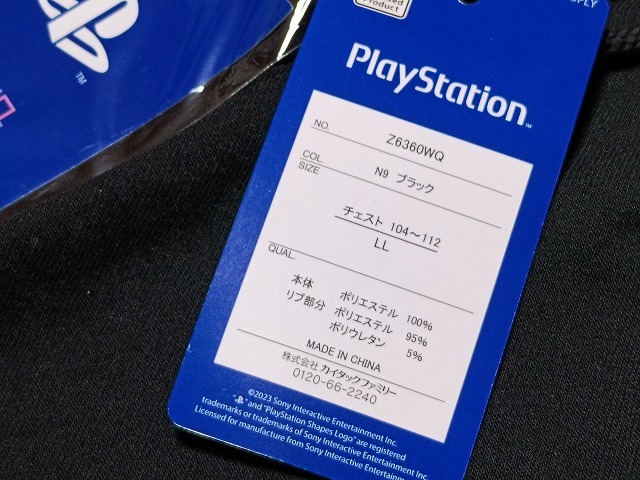 Product
PlayStation™
NO. Z6360WQ
COL. N9 ブラック
SIZE
チェスト 104～112
LL
QUAL.
本体 ポリエステル 100%
リブ部分 ポリエステル 95%
ポリウレタン 5%
MADE IN CHINA
株式会社 カイタックファミリー
0120-66-2240
©2023 Sony Interactive Entertainment Inc.
" " and "PlayStation Shapes Logo" are registered
trademarks or trademarks of Sony Interactive Entertainment Inc.
Licensed for manufacture from Sony Interactive Entertainment
TM